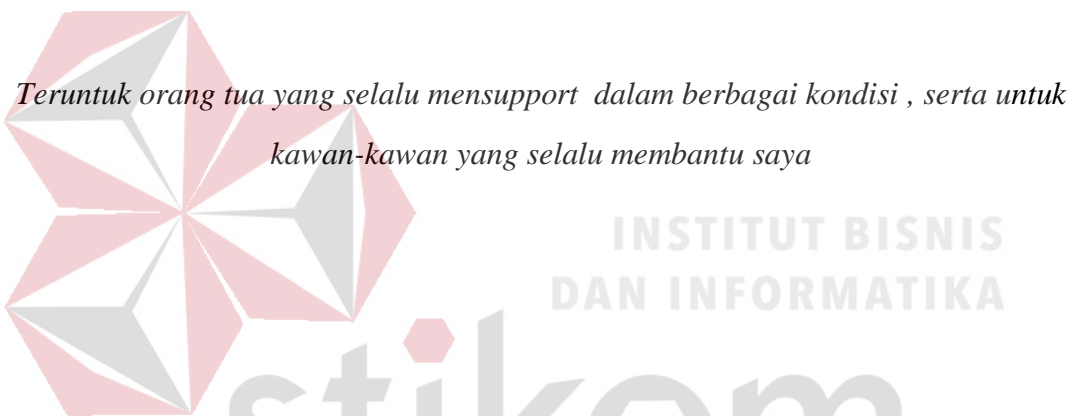 Teruntuk orang tua yang selalu mensupport  dalam berbagai kondisi , serta untuk
kawan-kawan yang selalu membantu saya
INSTITUT BISNIS
DAN INFORMATIKA
stikom